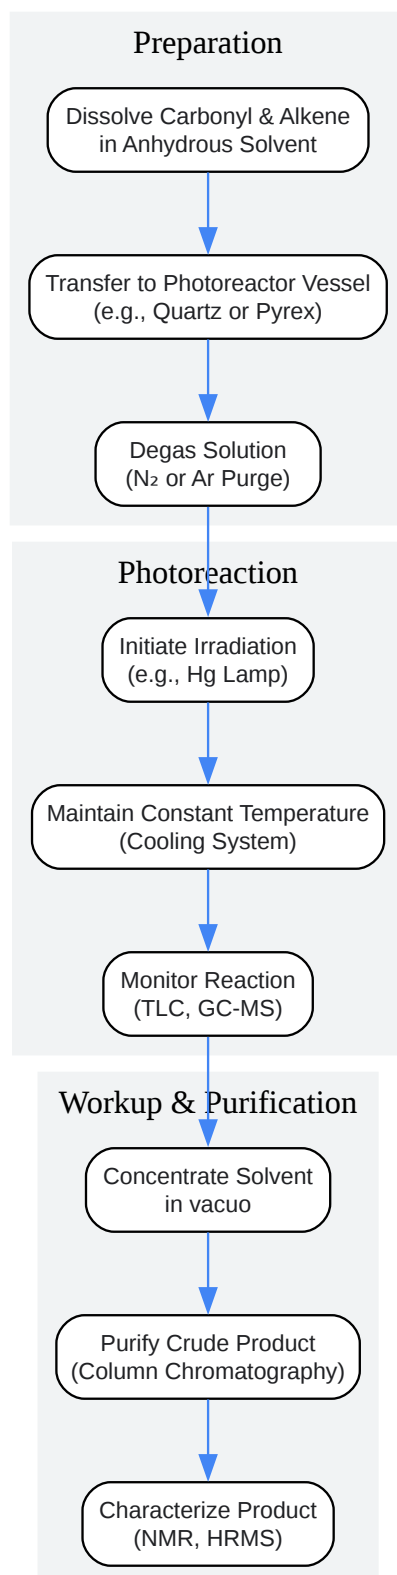 Preparation
Dissolve Carbonyl & Alkene
in Anhydrous Solvent
Transfer to Photoreactor Vessel
(e.g., Quartz or Pyrex)
Degas Solution
(N₂ or Ar Purge)
Photoreaction
Initiate Irradiation
(e.g., Hg Lamp)
Maintain Constant Temperature
(Cooling System)
Monitor Reaction
(TLC, GC-MS)
Workup & Purification
Concentrate Solvent
in vacuo
Purify Crude Product
(Column Chromatography)
Characterize Product
(NMR, HRMS)